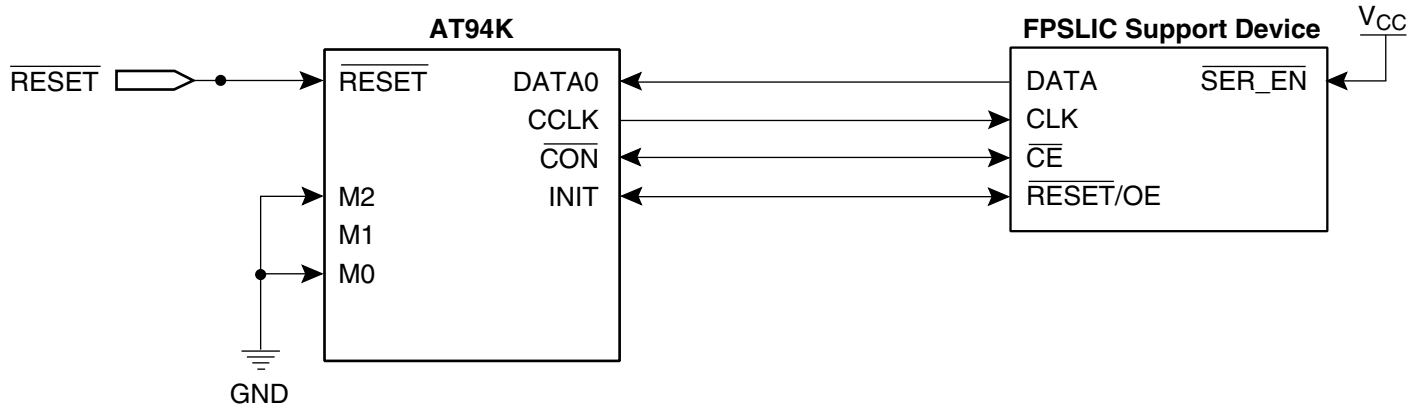 AT94K
FPSLIC Support Device
VCC
RESET
RESET
DATA0
DATA
SER_EN
CCLK
CLK
CON
CE
M2
INIT
RESET/OE
M1
M0
GND